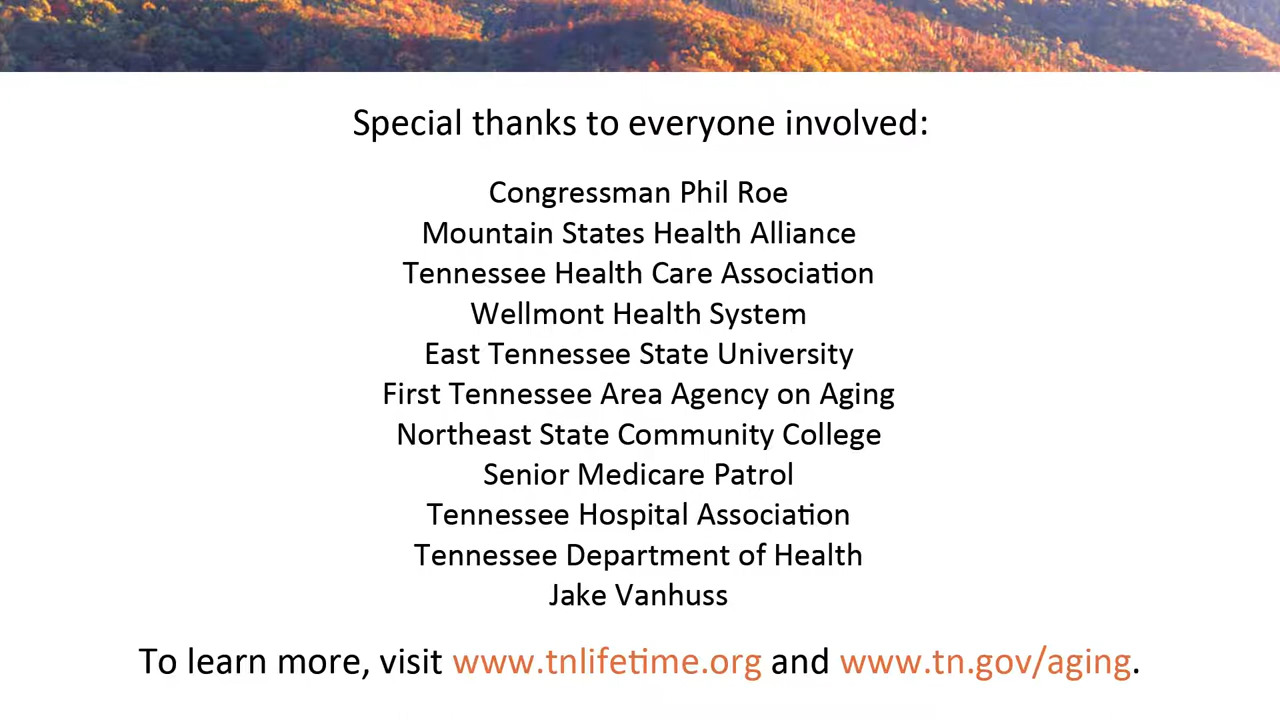 Special thanks to everyone involved:
Congressman Phil Roe
Mountain States Health Alliance
Tennessee Health Care Association
Wellmont Health System
East Tennessee State University
First Tennessee Area Agency on Aging
Northeast State Community College
Senior Medicare Patrol
Tennessee Hospital Association
Tennessee Department of Health
Jake Vanhuss
To learn more, visit www.tnlifetime.org and www.tn.gov/aging.